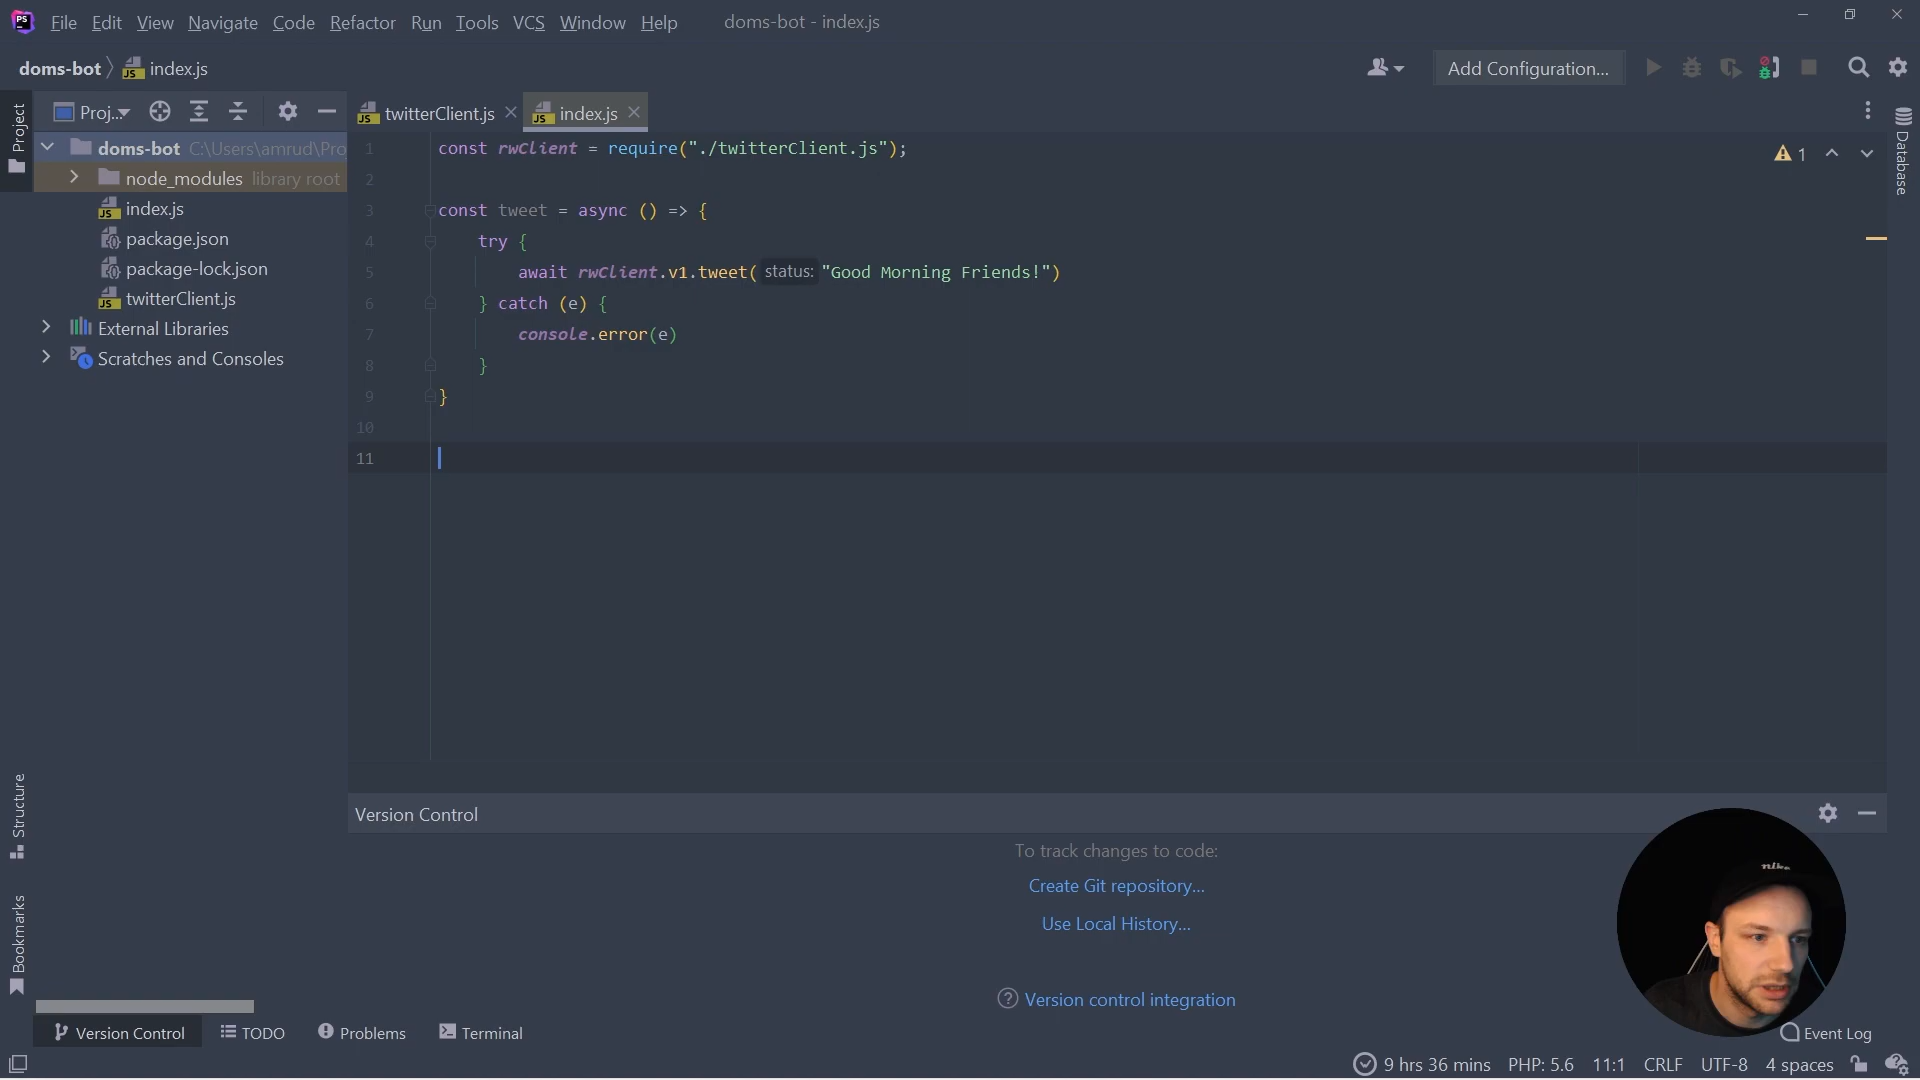 PS File Edit View Navigate Code Refactor Run Tools VCS Window Help doms-bot - index.js
doms-bot index.js Add Configuration...
Project Proj... twitterClient.js index.js
doms-bot C:\Users\amrud\Pro
node_modules library root
index.js
package.json
package-lock.json
twitterClient.js
External Libraries
Scratches and Consoles
1 const rwClient = require("./twitterClient.js");
2
3 const tweet = async () => {
4 try {
5 await rwClient.v1.tweet( status: "Good Morning Friends!")
6 } catch (e) {
7 console.error(e)
8 }
9 }
10
11
1
Database
Structure
Bookmarks
Version Control
To track changes to code:
Create Git repository...
Use Local History...
Version control integration
Version Control TODO Problems Terminal Event Log
9 hrs 36 mins PHP: 5.6 11:1 CRLF UTF-8 4 spaces